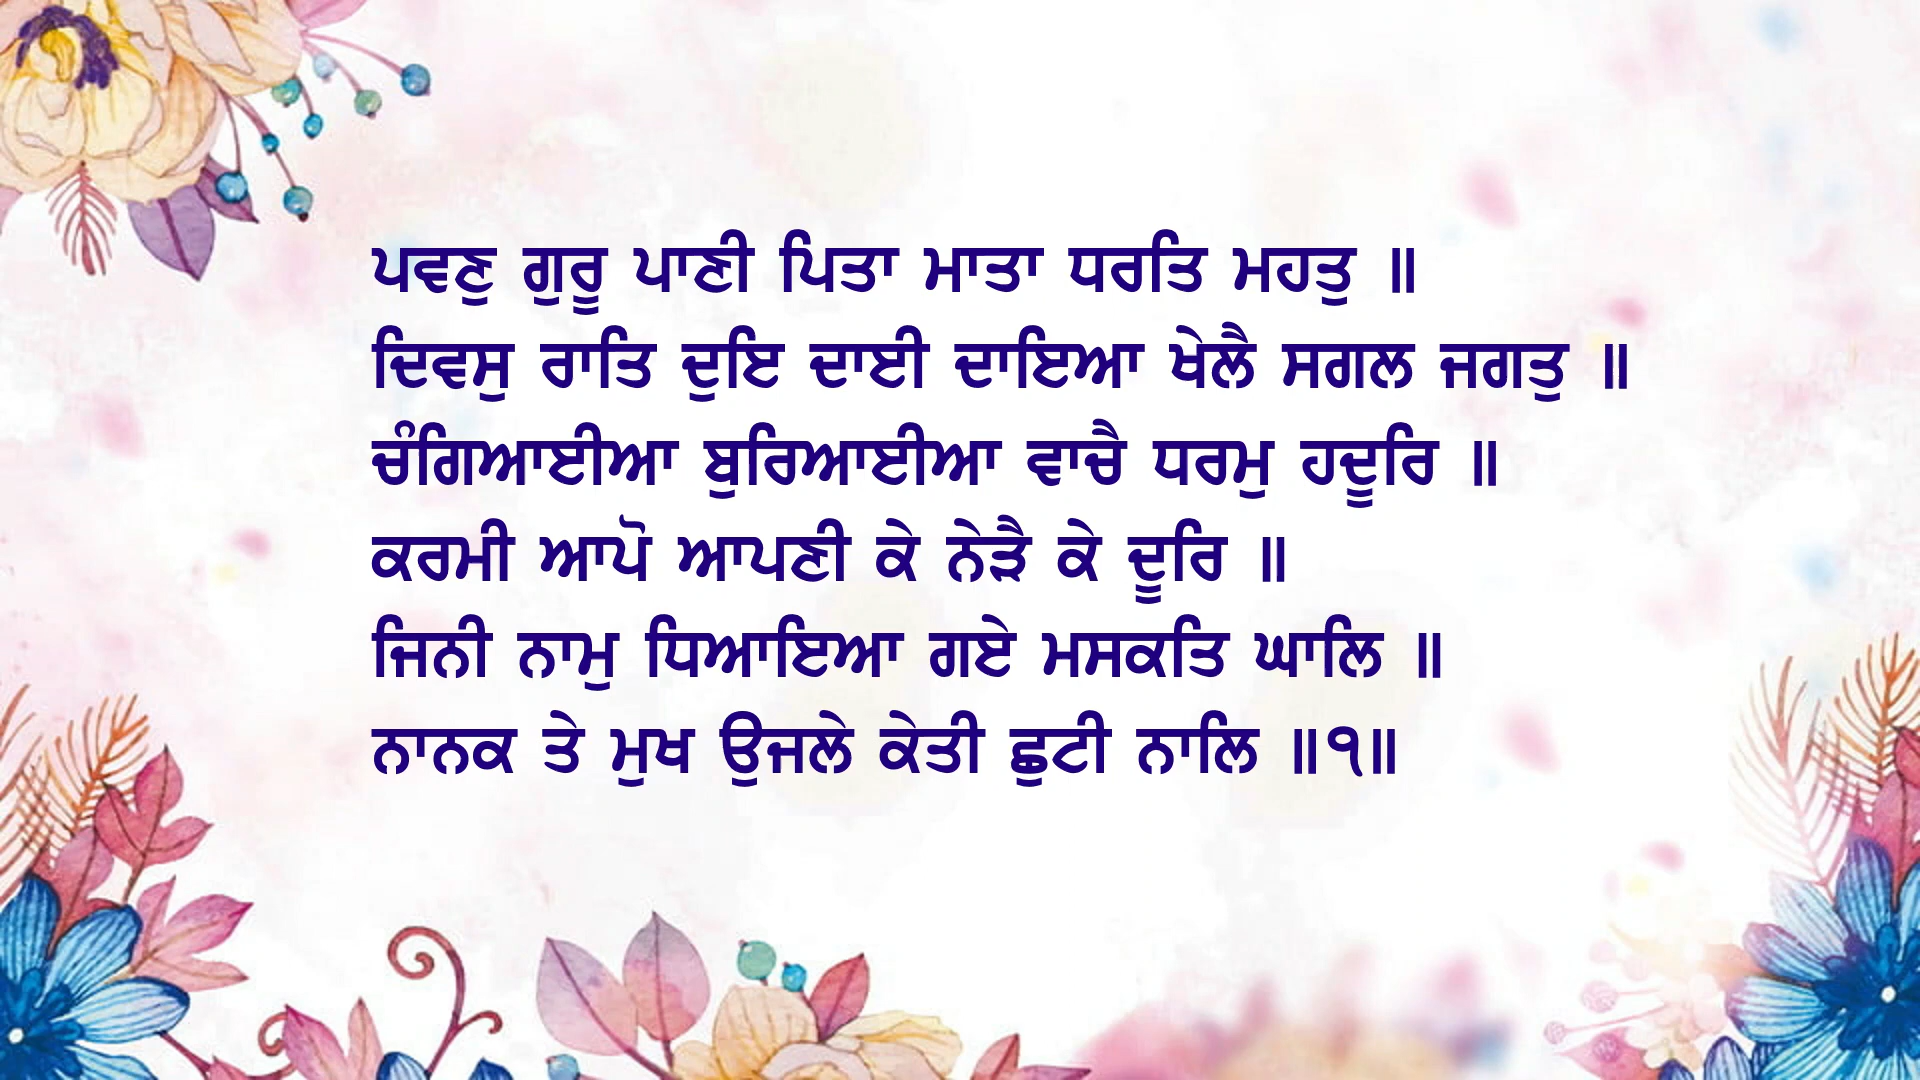 ਪਵਣੁ ਗੁਰੂ ਪਾਣੀ ਪਿਤਾ ਮਾਤਾ ਧਰਤਿ ਮਹਤੁ ॥
ਦਿਵਸੁ ਰਾਤਿ ਦੁਇ ਦਾਈ ਦਾਇਆ ਖੇਲੈ ਸਗਲ ਜਗਤੁ ॥
ਚੰਗਿਆਈਆ ਬੁਰਿਆਈਆ ਵਾਚੈ ਧਰਮੁ ਹਦੂਰਿ ॥
ਕਰਮੀ ਆਪੋ ਆਪਣੀ ਕੇ ਨੇੜੈ ਕੇ ਦੂਰਿ ॥
ਜਿਨੀ ਨਾਮੁ ਧਿਆਇਆ ਗਏ ਮਸਕਤਿ ਘਾਲਿ ॥
ਨਾਨਕ ਤੇ ਮੁਖ ਉਜਲੇ ਕੇਤੀ ਛੁਟੀ ਨਾਲਿ ॥੧॥